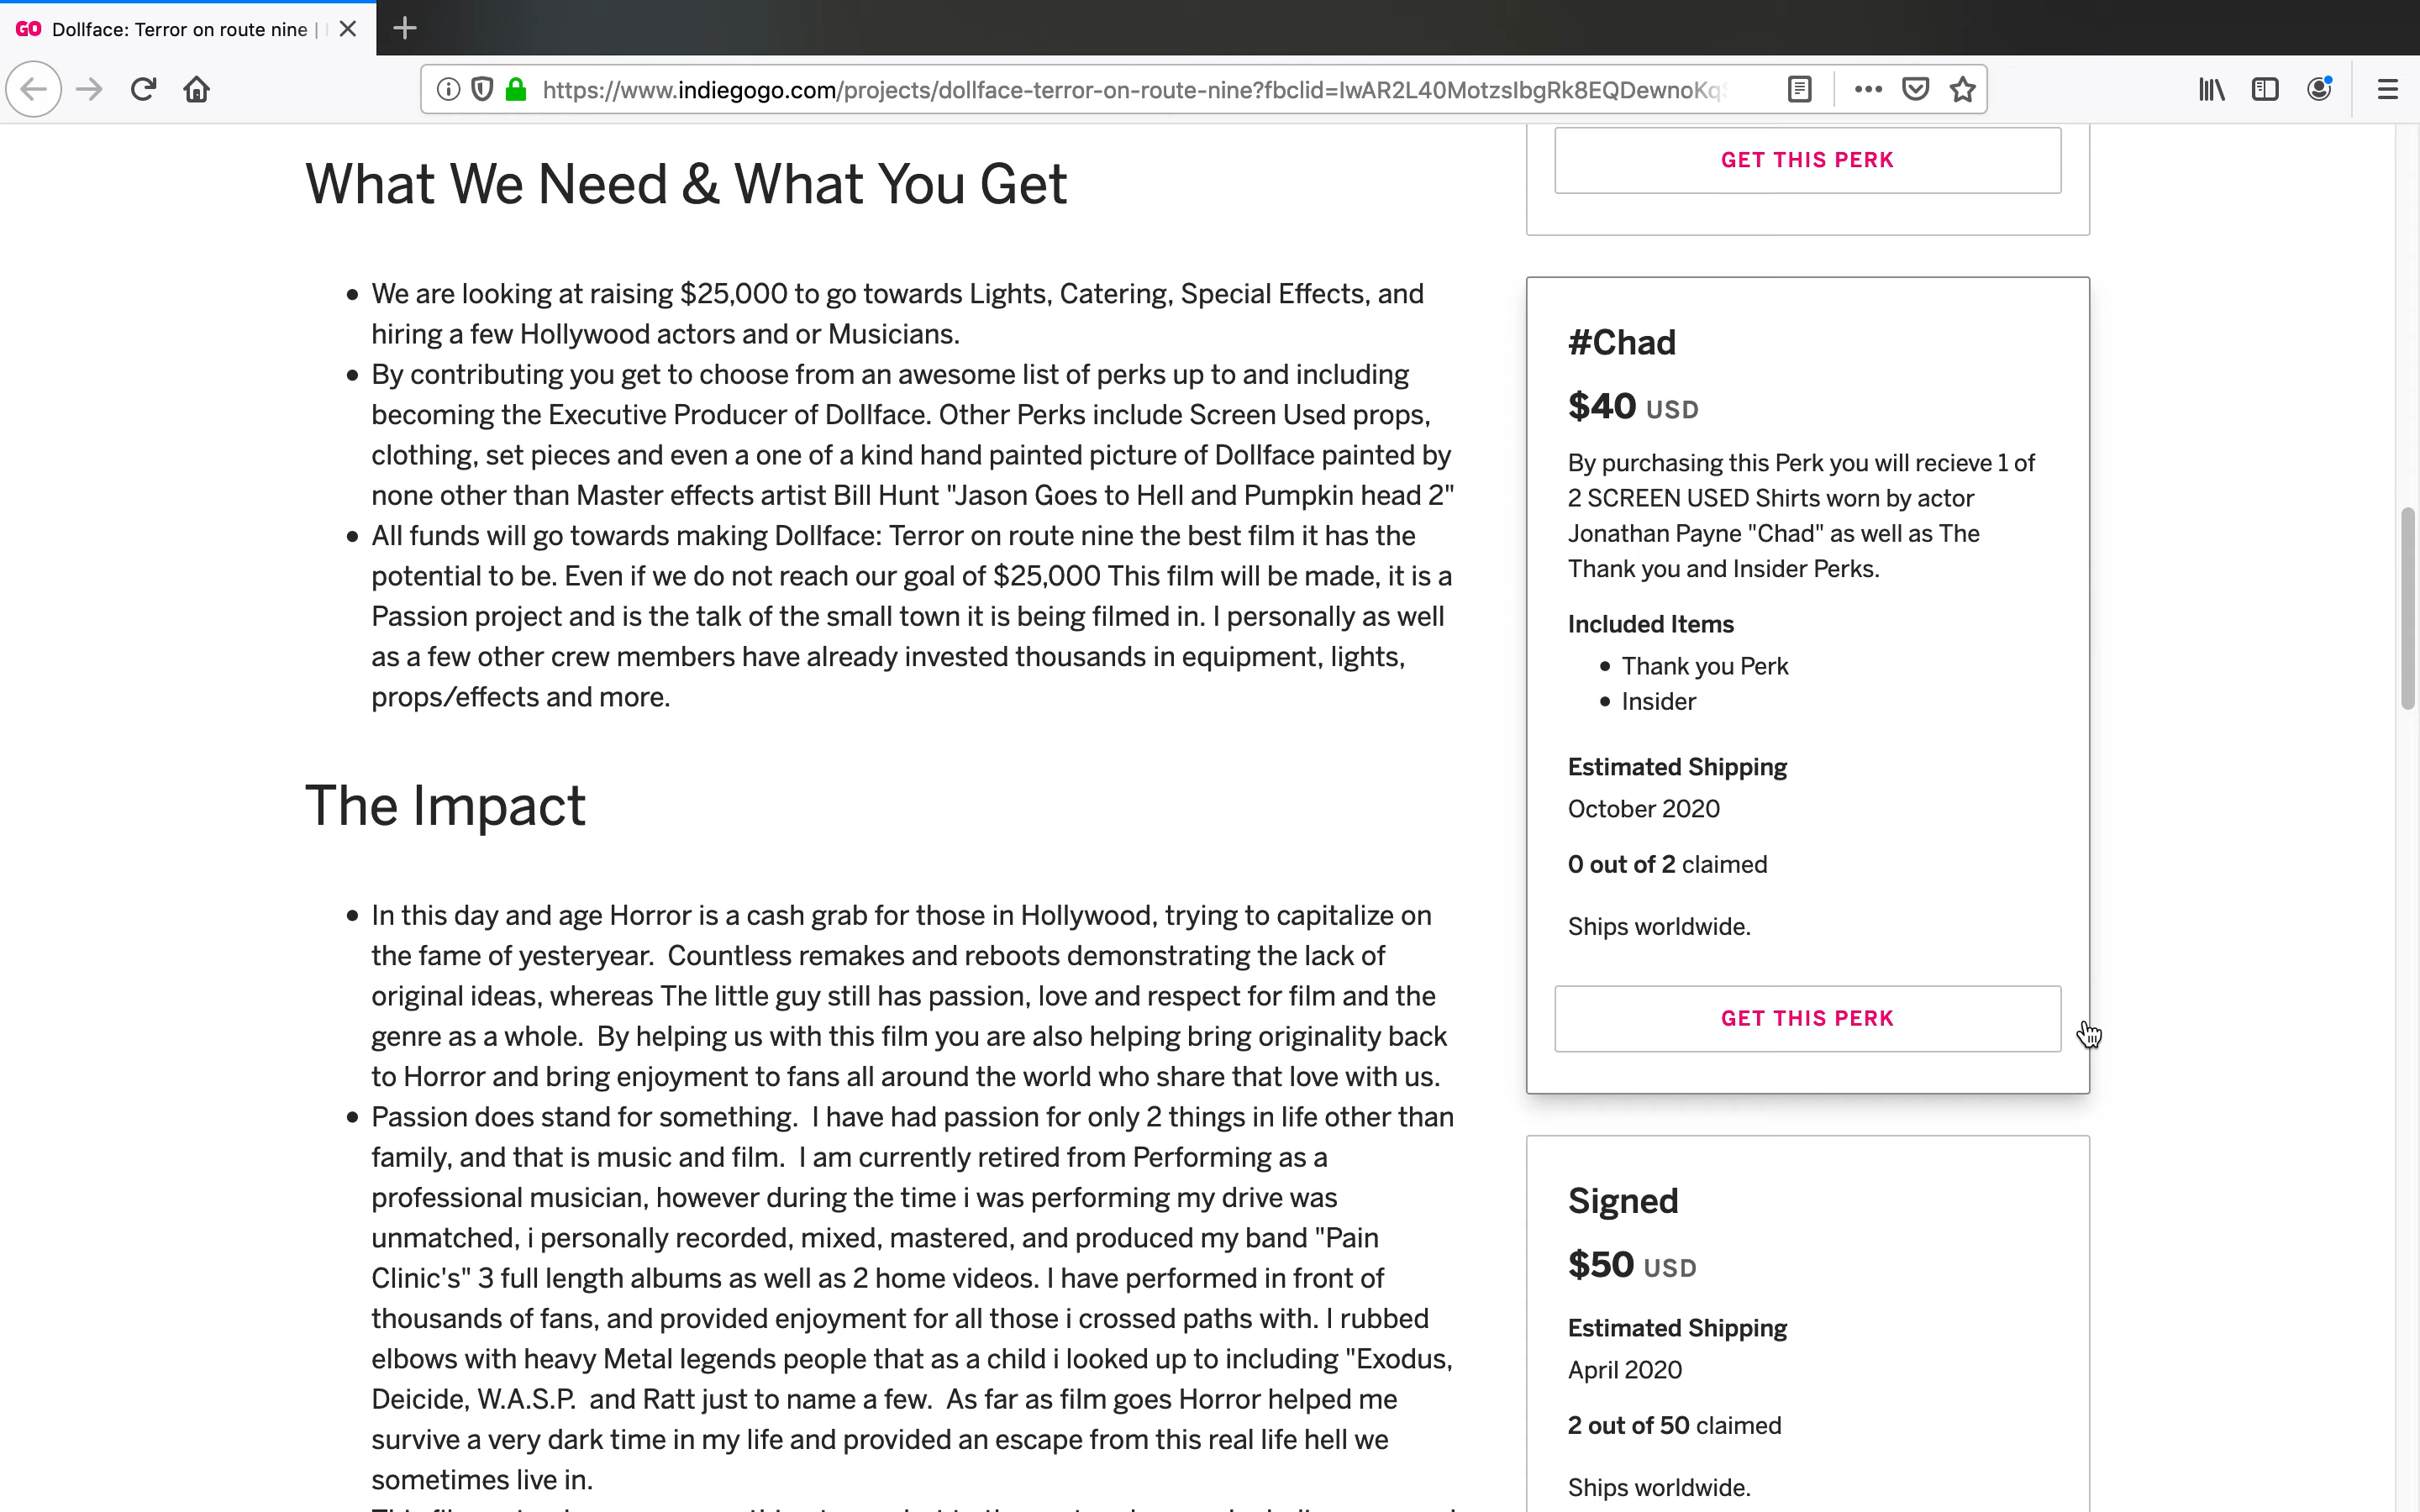 GO Dollface: Terror on route nine |
https://www.indiegogo.com/projects/dollface-terror-on-route-nine?fbclid=IwAR2L40MotzsIbgRk8EQDewnoKq
What We Need & What You Get
We are looking at raising $25,000 to go towards Lights, Catering, Special Effects, and
hiring a few Hollywood actors and or Musicians.
By contributing you get to choose from an awesome list of perks up to and including
becoming the Executive Producer of Dollface. Other Perks include Screen Used props,
clothing, set pieces and even a one of a kind hand painted picture of Dollface painted by
none other than Master effects artist Bill Hunt "Jason Goes to Hell and Pumpkin head 2"
All funds will go towards making Dollface: Terror on route nine the best film it has the
potential to be. Even if we do not reach our goal of $25,000 This film will be made, it is a
Passion project and is the talk of the small town it is being filmed in. I personally as well
as a few other crew members have already invested thousands in equipment, lights,
props/effects and more.
The Impact
In this day and age Horror is a cash grab for those in Hollywood, trying to capitalize on
the fame of yesteryear.  Countless remakes and reboots demonstrating the lack of
original ideas, whereas The little guy still has passion, love and respect for film and the
genre as a whole.  By helping us with this film you are also helping bring originality back
to Horror and bring enjoyment to fans all around the world who share that love with us.
Passion does stand for something.  I have had passion for only 2 things in life other than
family, and that is music and film.  I am currently retired from Performing as a
professional musician, however during the time i was performing my drive was
unmatched, i personally recorded, mixed, mastered, and produced my band "Pain
Clinic's" 3 full length albums as well as 2 home videos. I have performed in front of
thousands of fans, and provided enjoyment for all those i crossed paths with. I rubbed
elbows with heavy Metal legends people that as a child i looked up to including "Exodus,
Deicide, W.A.S.P.  and Ratt just to name a few.  As far as film goes Horror helped me
survive a very dark time in my life and provided an escape from this real life hell we
sometimes live in.
GET THIS PERK
#Chad
$40 USD
By purchasing this Perk you will recieve 1 of
2 SCREEN USED Shirts worn by actor
Jonathan Payne "Chad" as well as The
Thank you and Insider Perks.
Included Items
Thank you Perk
Insider
Estimated Shipping
October 2020
0 out of 2 claimed
Ships worldwide.
GET THIS PERK
Signed
$50 USD
Estimated Shipping
April 2020
2 out of 50 claimed
Ships worldwide.